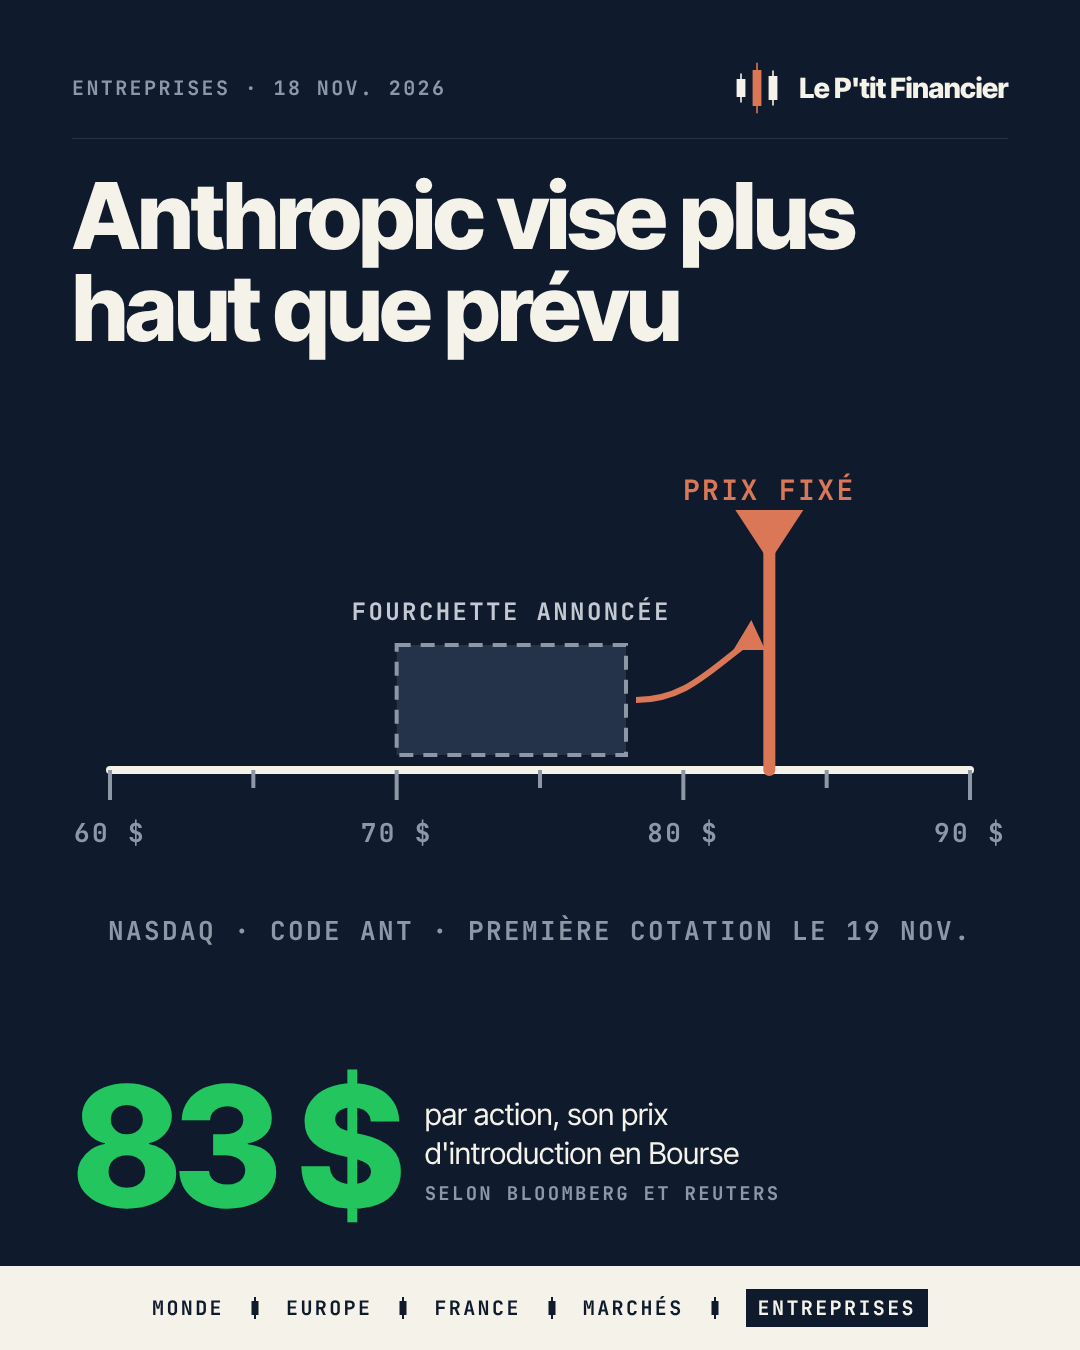 ENTREPRISES · 18 NOV. 2026
Le P'tit Financier
Anthropic vise plus
haut que prévu
PRIX FIXÉ
FOURCHETTE ANNONCÉE
60 $ 70 $ 80 $ 90 $
NASDAQ · CODE ANT · PREMIÈRE COTATION LE 19 NOV.
83 $
par action, son prix
d'introduction en Bourse
SELON BLOOMBERG ET REUTERS
MONDE EUROPE FRANCE MARCHÉS ENTREPRISES